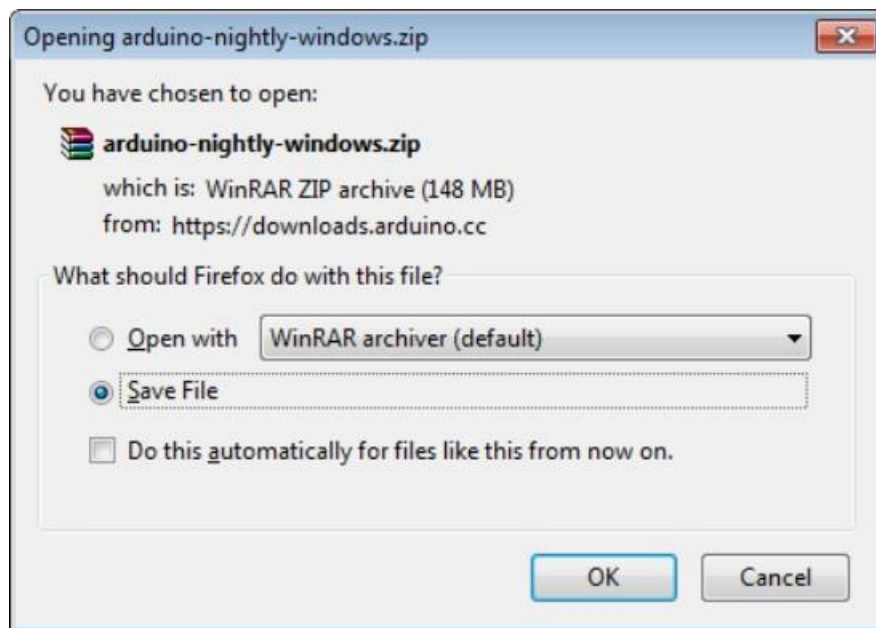 Opening arduino-nightly-windows.zip
You have chosen to open:
arduino-nightly-windows.zip
which is: WinRAR ZIP archive (148 MB)
from: https://downloads.arduino.cc
What should Firefox do with this file?
Open with WinRAR archiver (default)
Save File
Do this automatically for files like this from now on.
OK Cancel